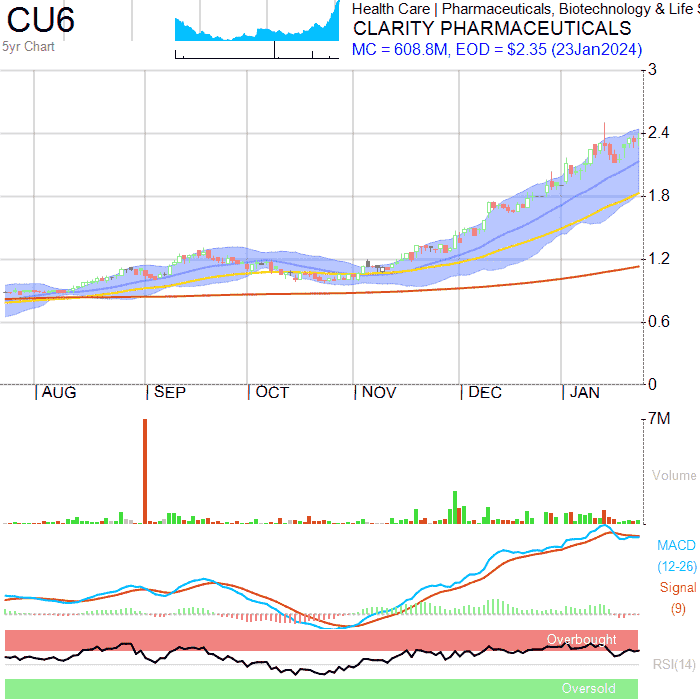 CU6
5yr Chart
Health Care | Pharmaceuticals, Biotechnology & Life S
CLARITY PHARMACEUTICALS
MC = 608.8M, EOD = $2.35 (23Jan2024)
3
2.4
1.8
1.2
0.6
0
AUG SEP OCT NOV DEC JAN
7M
Volume
MACD
(12-26)
Signal
(9)
Overbought
RSI(14)
Oversold